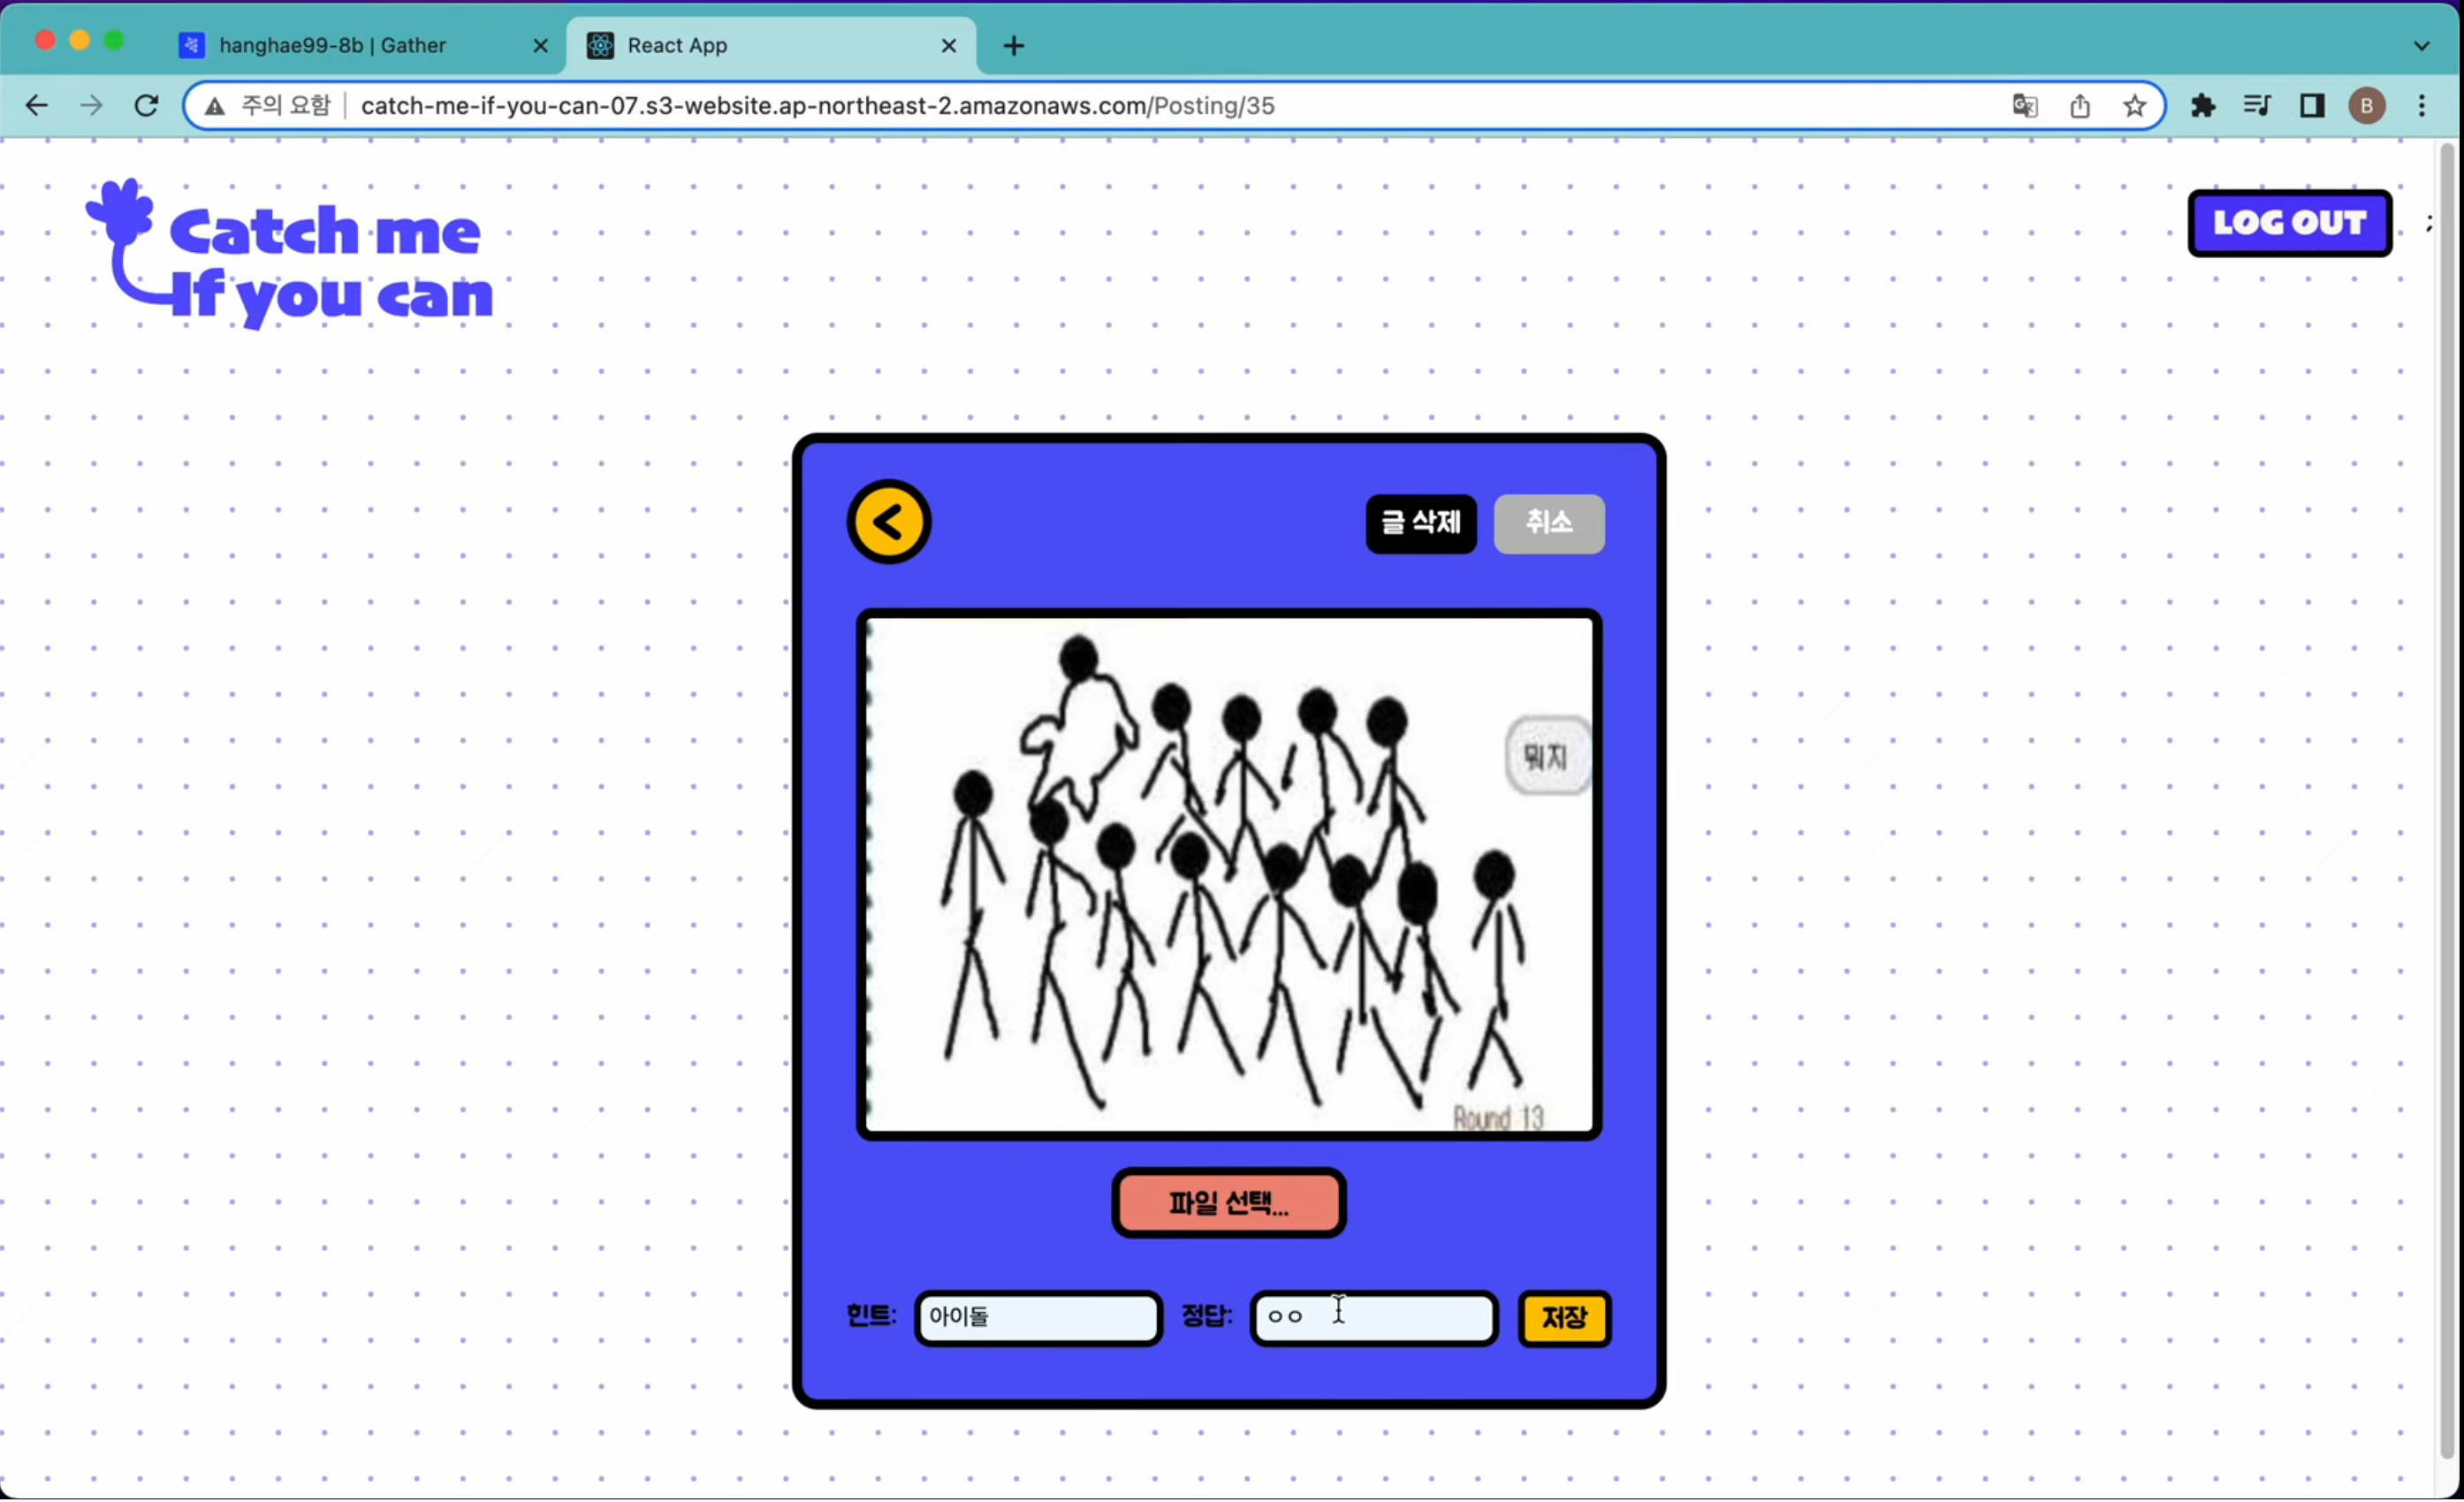 hanghae99-8b | Gather
React App
주의 요함
catch-me-if-you-can-07.s3-website.ap-northeast-2.amazonaws.com/Posting/35
B
Catch me
If you can
LOG OUT
;
글 삭제
취소
뭐지
Round 13
파일 선택...
힌트:
아이돌
정답:
ㅇㅇ
저장